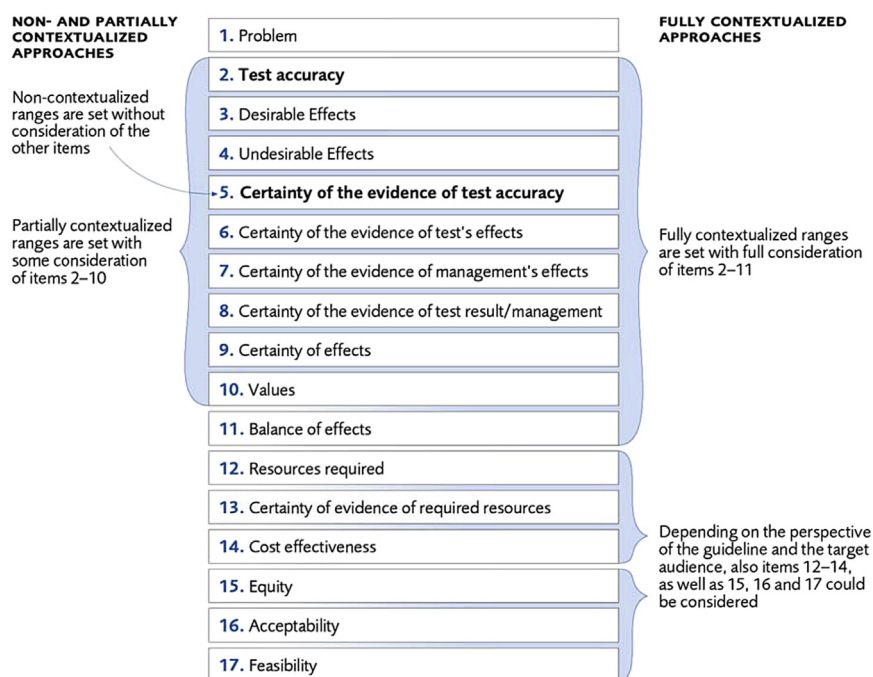 NON- AND PARTIALLY
CONTEXTUALIZED
APPROACHES
Non-contextualized
ranges are set without
consideration of the
other items
Partially contextualized
ranges are set with
some consideration
of items 2–10
1. Problem
2. Test accuracy
3. Desirable Effects
4. Undesirable Effects
5. Certainty of the evidence of test accuracy
6. Certainty of the evidence of test's effects
7. Certainty of the evidence of management's effects
8. Certainty of the evidence of test result/management
9. Certainty of effects
10. Values
11. Balance of effects
12. Resources required
13. Certainty of evidence of required resources
14. Cost effectiveness
15. Equity
16. Acceptability
17. Feasibility
FULLY CONTEXTUALIZED
APPROACHES
Fully contextualized ranges
are set with full consideration
of items 2–11
Depending on the perspective
of the guideline and the target
audience, also items 12–14,
as well as 15, 16 and 17 could
be considered